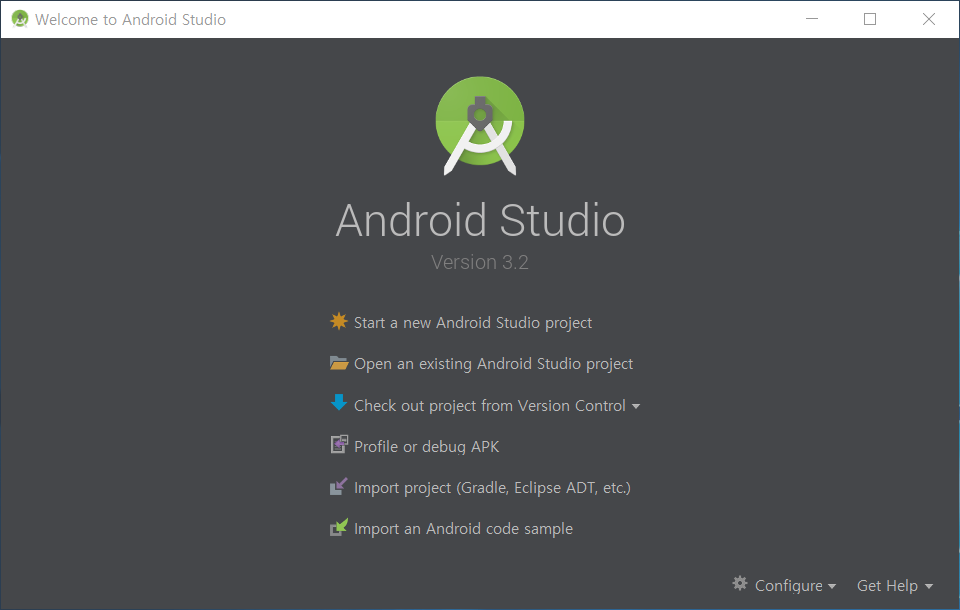 Welcome to Android Studio
Android Studio
Version 3.2
Start a new Android Studio project
Open an existing Android Studio project
Check out project from Version Control
Profile or debug APK
Import project (Gradle, Eclipse ADT, etc.)
Import an Android code sample
Configure Get Help